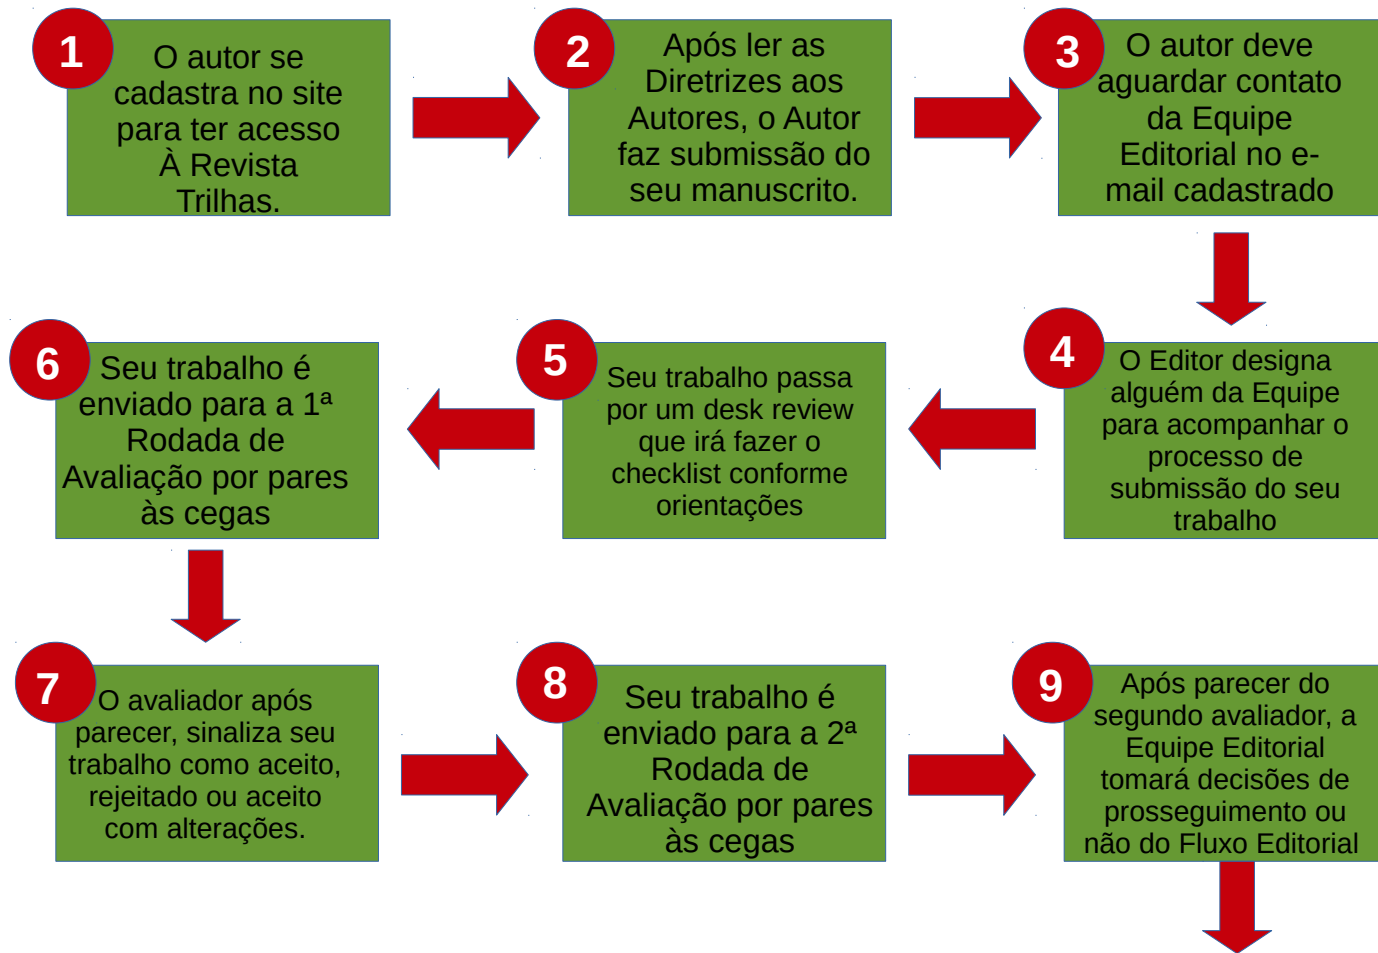 1
O autor se
cadastra no site
para ter acesso
À Revista
Trilhas.
2
Após ler as
Diretrizes aos
Autores, o Autor
faz submissão do
seu manuscrito.
3
O autor deve
aguardar contato
da Equipe
Editorial no e-
mail cadastrado
4
O Editor designa
alguém da Equipe
para acompanhar o
processo de
submissão do seu
trabalho
5
Seu trabalho passa
por um desk review
que irá fazer o
checklist conforme
orientações
6
Seu trabalho é
enviado para a 1ª
Rodada de
Avaliação por pares
às cegas
7
O avaliador após
parecer, sinaliza seu
trabalho como aceito,
rejeitado ou aceito
com alterações.
8
Seu trabalho é
enviado para a 2ª
Rodada de
Avaliação por pares
às cegas
9
Após parecer do
segundo avaliador, a
Equipe Editorial
tomará decisões de
prosseguimento ou
não do Fluxo Editorial